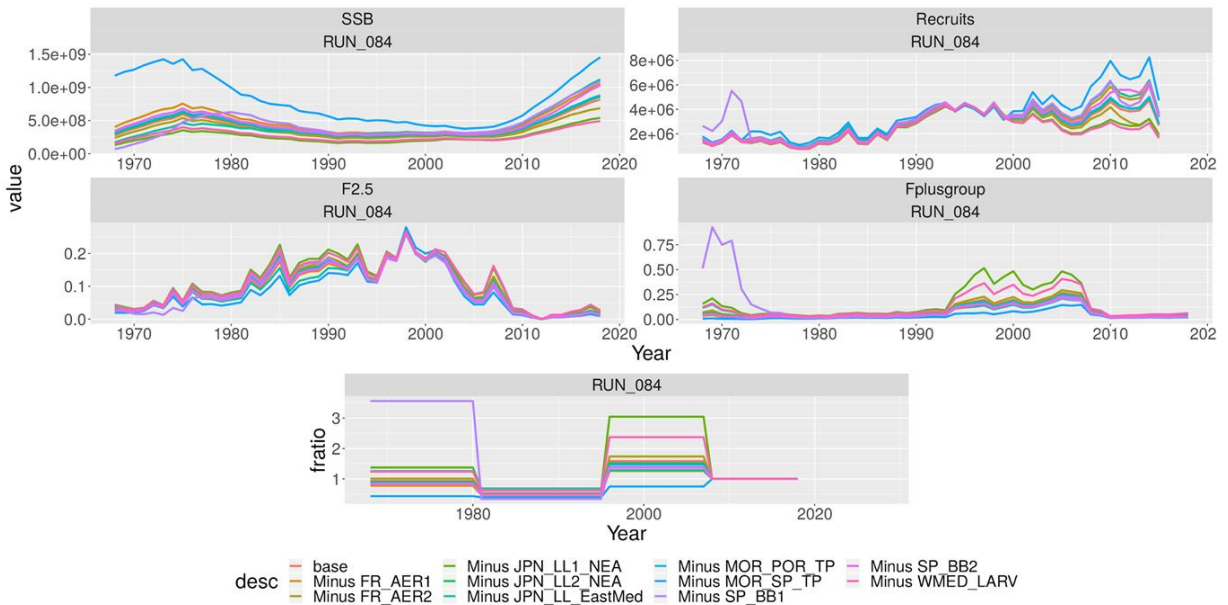 SSB
RUN_084
1.5e+09
1.0e+09
5.0e+08
0.0e+00
1970 1980 1990 2000 2010 2020
Recruits
RUN_084
8e+06
6e+06
4e+06
2e+06
1970 1980 1990 2000 2010 202
value
F2.5
RUN_084
0.2
0.1
0.0
1970 1980 1990 2000 2010 2020
Fplusgroup
RUN_084
0.75
0.50
0.25
0.00
1970 1980 1990 2000 2010 202
Year
RUN_084
fratio
3
2
1
1980 2000 2020
Year
desc
base
Minus FR_AER1
Minus FR_AER2
Minus JPN_LL1_NEA
Minus JPN_LL2_NEA
Minus JPN_LL_EastMed
Minus MOR_POR_TP
Minus MOR_SP_TP
Minus SP_BB1
Minus SP_BB2
Minus WMED_LARV